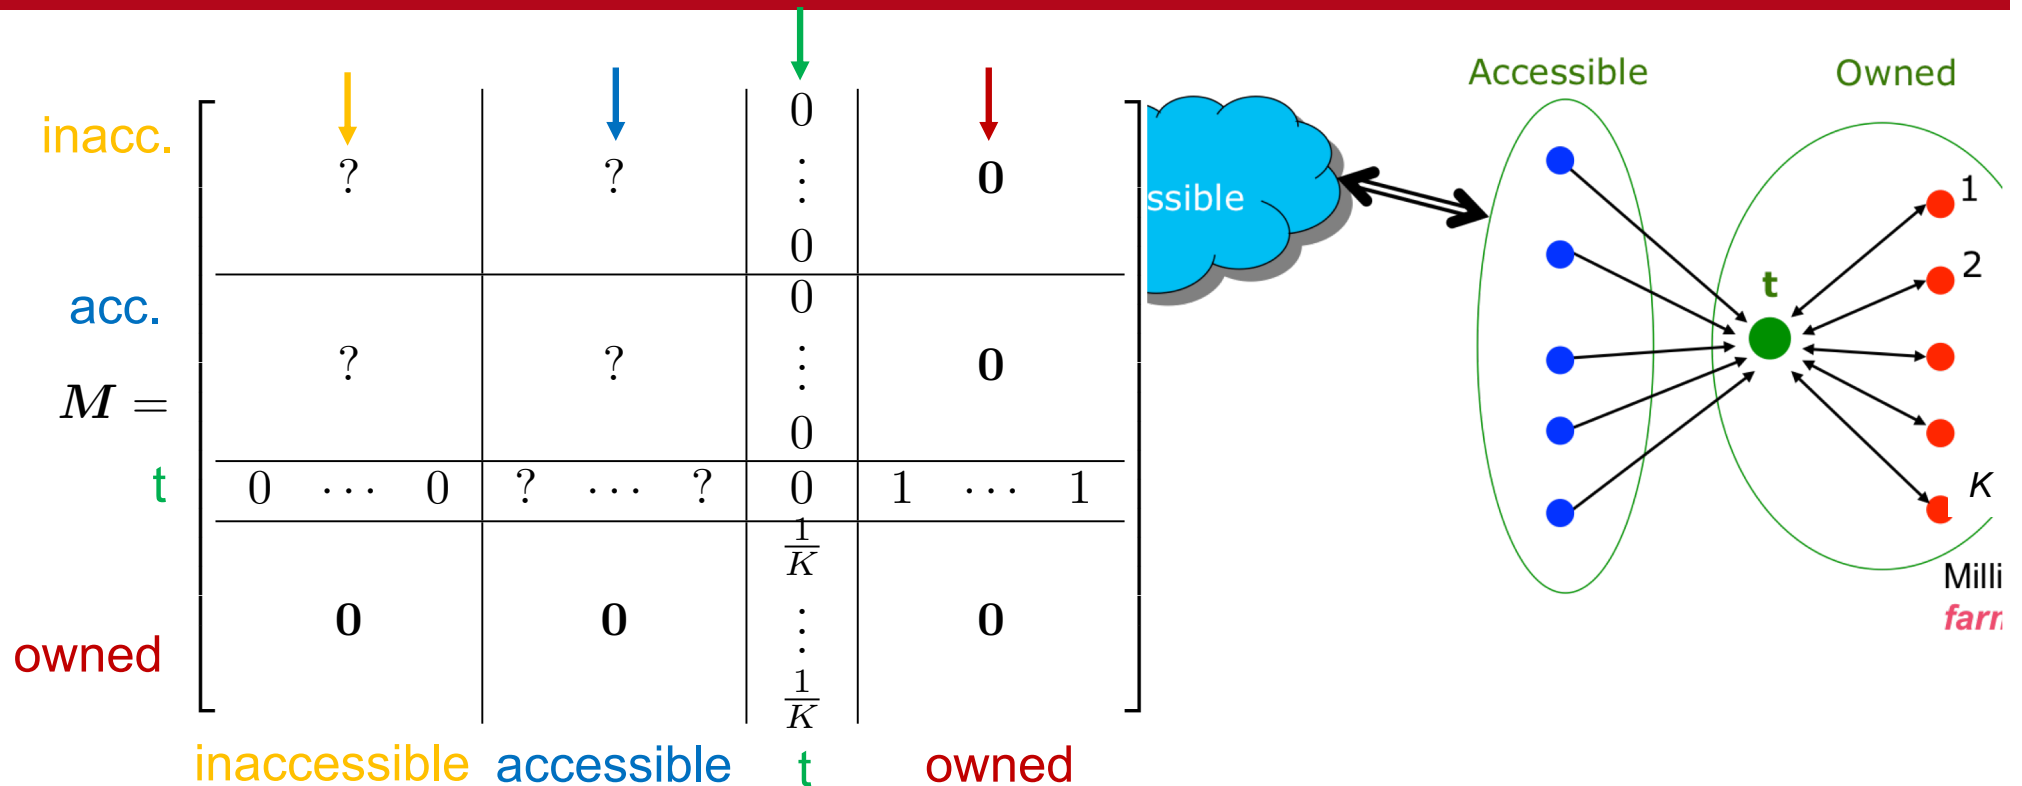 inacc.
acc.
M =
t
owned
? ? 0 ⋮ 0 0
? ? 0 ⋮ 0 0
0 ⋯ 0 ? ⋯ ? 0 1 ⋯ 1
0 0 1/K ⋮ 1/K 0
inaccessible accessible t owned
ssible
Accessible
Owned
t
1
2
K
Milli
farm